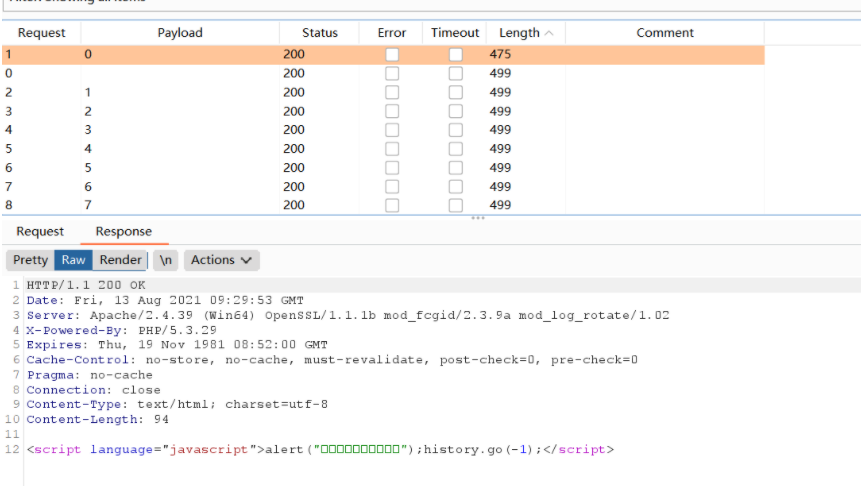 Request Payload Status Error Timeout Length Comment
1 0 200 475
0 200 499
2 1 200 499
3 2 200 499
4 3 200 499
5 4 200 499
6 5 200 499
7 6 200 499
8 7 200 499
Request Response
Pretty Raw Render \n Actions
1 HTTP/1.1 200 OK
2 Date: Fri, 13 Aug 2021 09:29:53 GMT
3 Server: Apache/2.4.39 (Win64) OpenSSL/1.1.1b mod_fcgid/2.3.9a mod_log_rotate/1.02
4 X-Powered-By: PHP/5.3.29
5 Expires: Thu, 19 Nov 1981 08:52:00 GMT
6 Cache-Control: no-store, no-cache, must-revalidate, post-check=0, pre-check=0
7 Pragma: no-cache
8 Connection: close
9 Content-Type: text/html; charset=utf-8
10 Content-Length: 94
11
12 <script language="javascript">alert("□□□□□□□□□□");history.go(-1);</script>